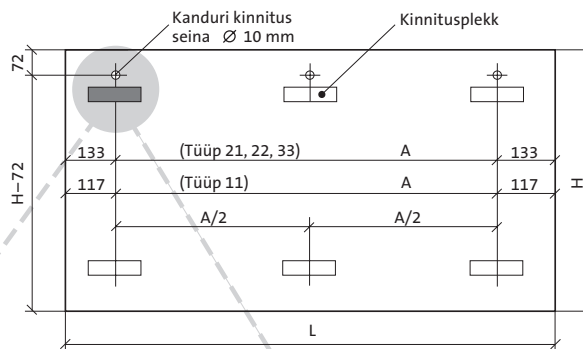 Kanduri kinnitus
seina Ø 10 mm
Kinnitusplekk
72
133
(Tüüp 21, 22, 33)
A
133
117
(Tüüp 11)
A
117
H–72
H
A/2
A/2
L